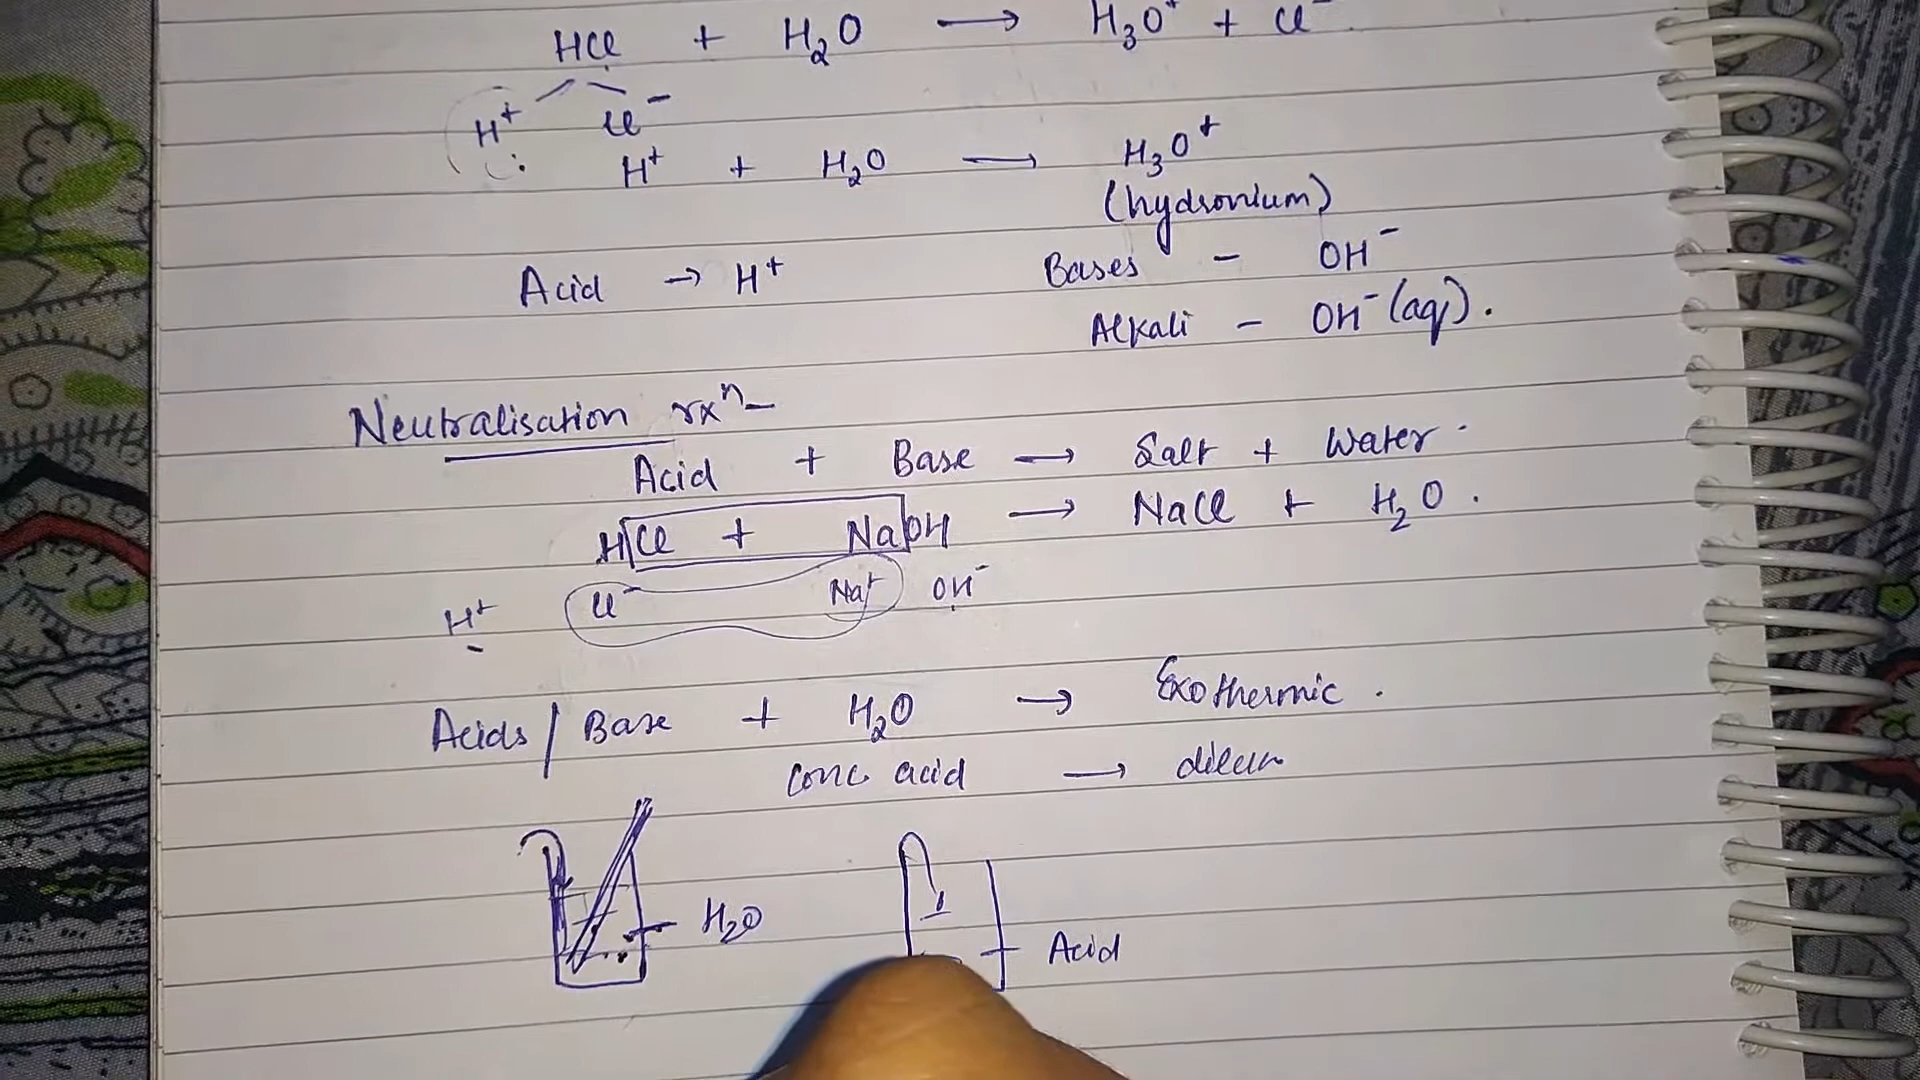 HCl + H₂O → H₃O⁺ + Cl⁻
H⁺ Cl⁻
H⁺ + H₂O → H₃O⁺
(hydronium)
Acid → H⁺
Bases - OH⁻
Alkali - OH⁻(aq).
Neutralisation rxⁿ-
Acid + Base → Salt + Water.
HCl + NaOH → NaCl + H₂O.
H⁺ Cl⁻ Na⁺ OH⁻
Acids / Base + H₂O → Exothermic.
conc acid →
H₂O
Acid